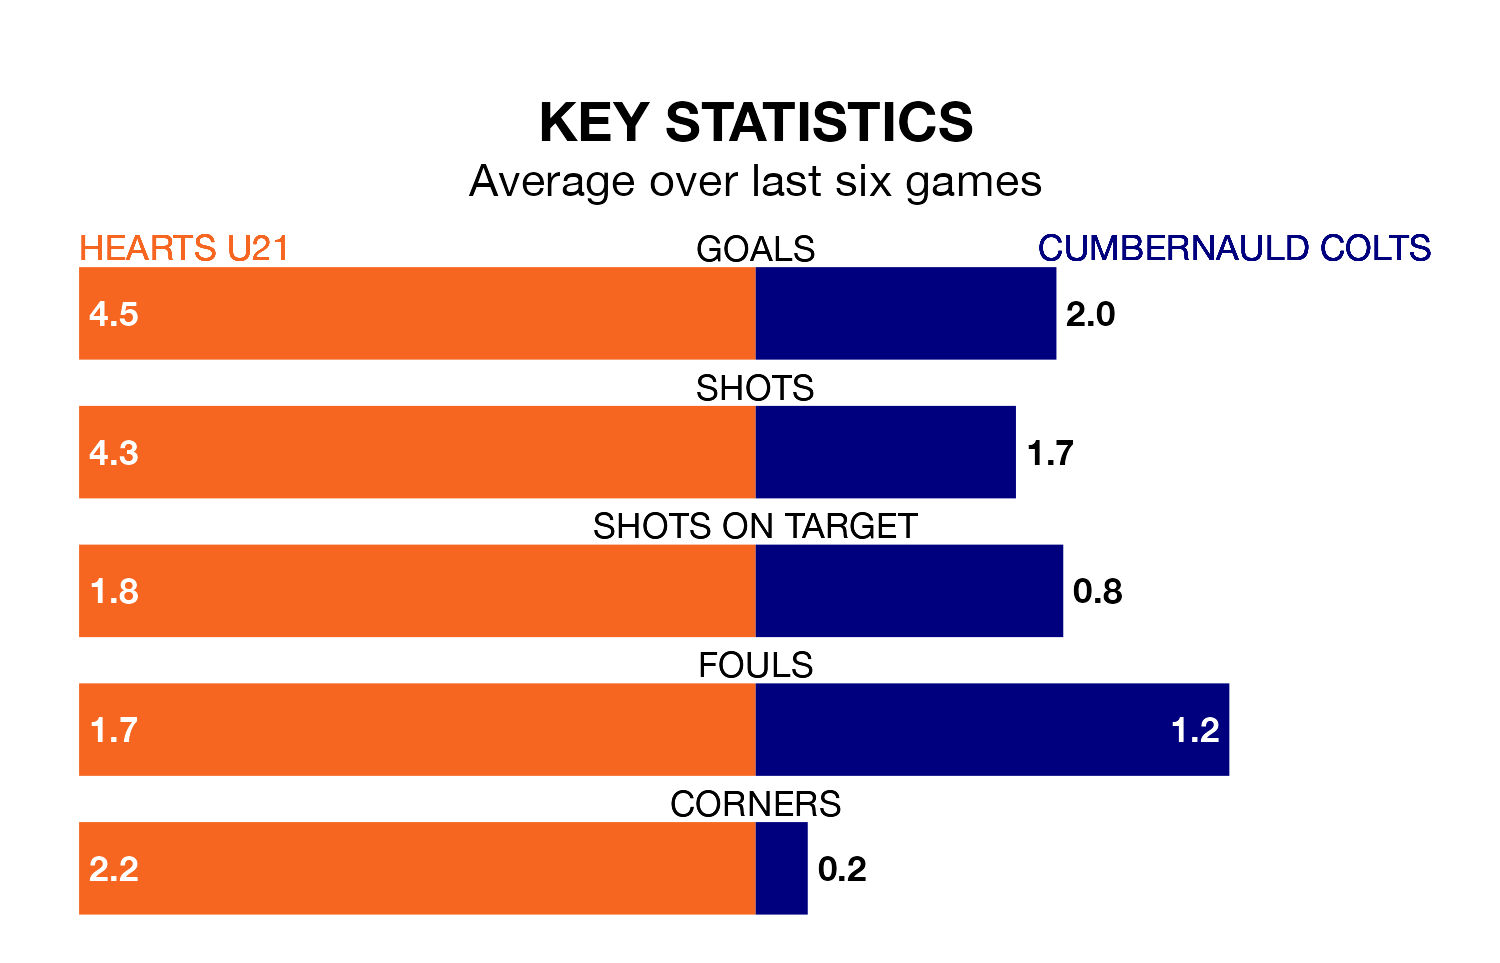 KEY STATISTICS
Average over last six games
HEARTS U21 GOALS CUMBERNAULD COLTS
4.5 2.0
SHOTS
4.3 1.7
SHOTS ON TARGET
1.8 0.8
FOULS
1.7 1.2
CORNERS
2.2 0.2